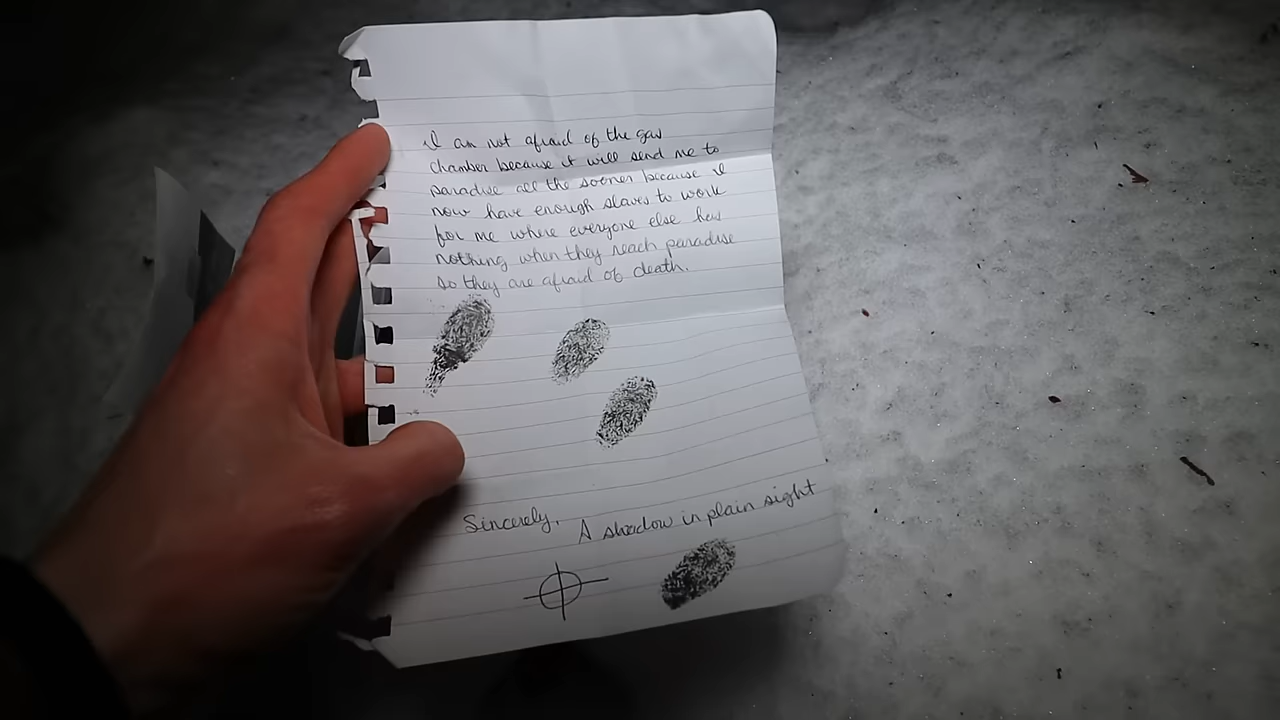 I am not afraid of the gas
chamber because it will send me to
paradise all the sooner because I
now have enough slaves to work
for me where everyone else has
nothing when they reach paradise
so they are afraid of death.
Sincerely, A shadow in plain sight